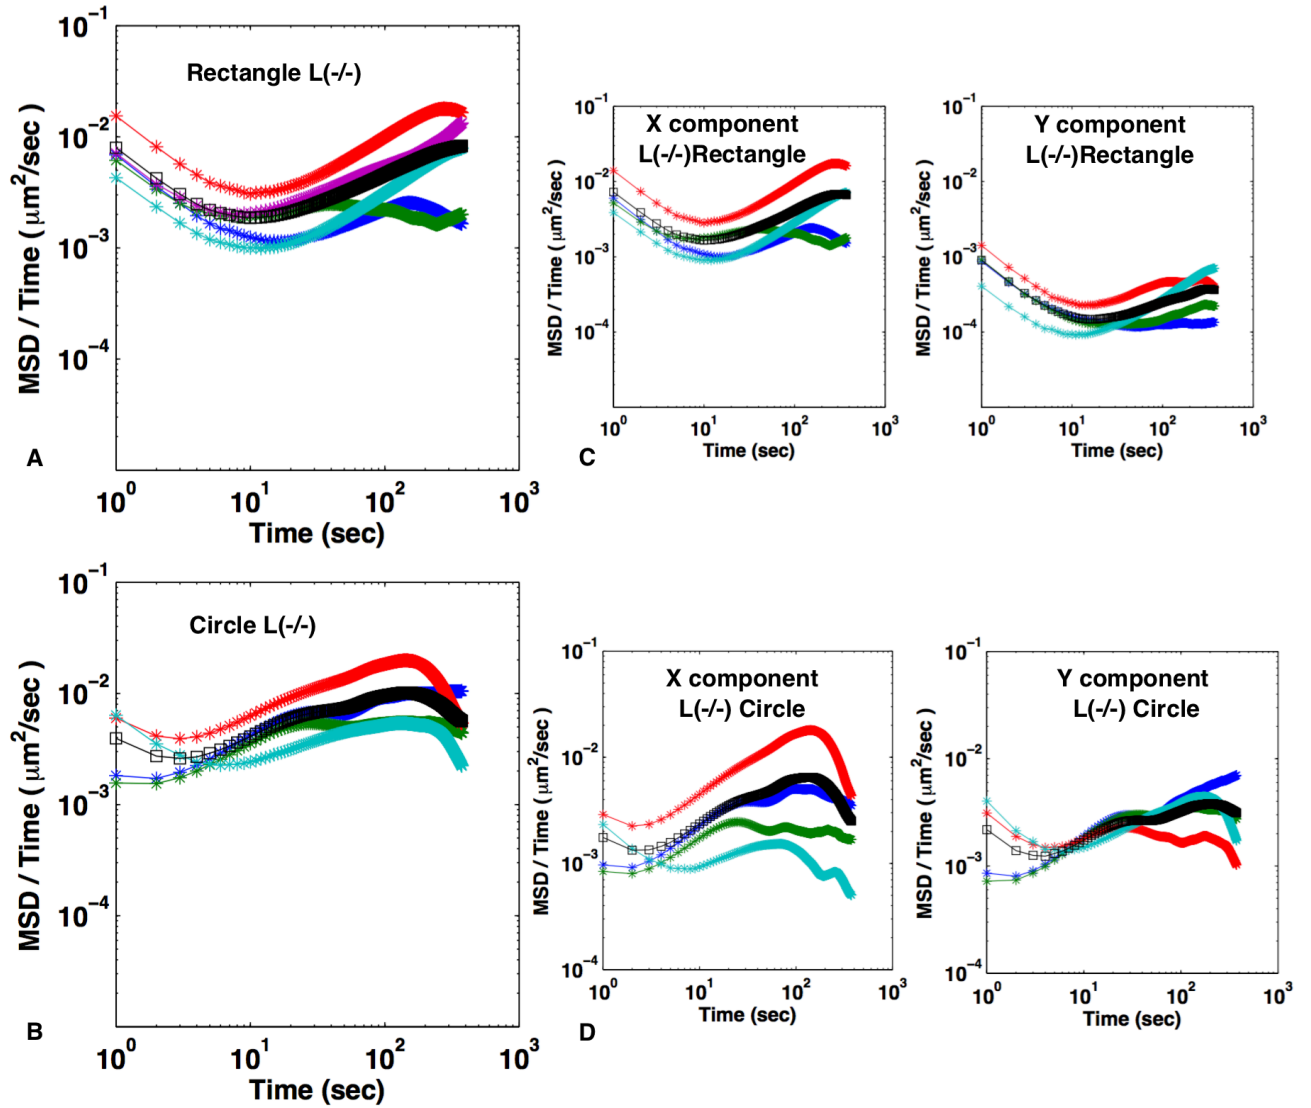 Rectangle L(-/-)
MSD / Time ( μm²/sec )
10⁻¹
10⁻²
10⁻³
10⁻⁴
10⁰ 10¹ 10² 10³
Time (sec)
A
X component
L(-/-)Rectangle
MSD / Time ( μm²/sec)
10⁻¹
10⁻²
10⁻³
10⁻⁴
10⁰ 10¹ 10² 10³
Time (sec)
C
Y component
L(-/-)Rectangle
MSD / Time ( μm²/sec)
10⁻¹
10⁻²
10⁻³
10⁻⁴
10⁰ 10¹ 10² 10³
Time (sec)
Circle L(-/-)
MSD / Time ( μm²/sec )
10⁻¹
10⁻²
10⁻³
10⁻⁴
10⁰ 10¹ 10² 10³
Time (sec)
B
X component
L(-/-) Circle
MSD / Time ( μm²/sec)
10⁻¹
10⁻²
10⁻³
10⁻⁴
10⁰ 10¹ 10² 10³
Time (sec)
D
Y component
L(-/-) Circle
MSD / Time ( μm²/sec)
10⁻¹
10⁻²
10⁻³
10⁻⁴
10⁰ 10¹ 10² 10³
Time (sec)